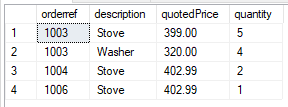 orderref description quotedPrice quantity
1 1003 Stove 399.00 5
2 1003 Washer 320.00 4
3 1004 Stove 402.99 2
4 1006 Stove 402.99 1